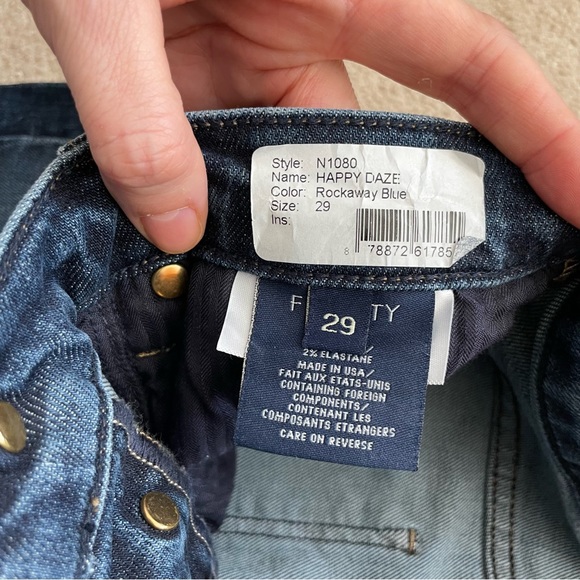 Style: N1080
Name: HAPPY DAZE
Color: Rockaway Blue
Size: 29
Ins:
8 78872 61785
F TY
29
2% ELASTANE
MADE IN USA/
FAIT AUX ETATS-UNIS
CONTAINING FOREIGN
COMPONENTS/
CONTENANT LES
COMPOSANTS ETRANGERS
CARE ON REVERSE